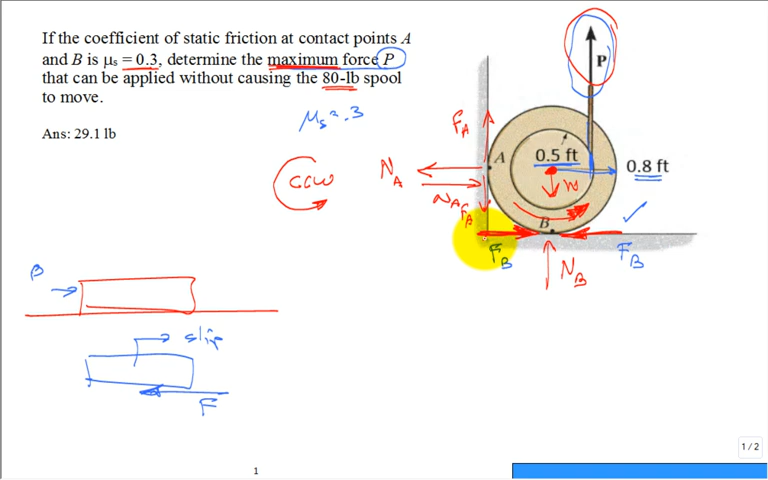 If the coefficient of static friction at contact points A
and B is μs = 0.3, determine the maximum force P
that can be applied without causing the 80-lb spool
to move.
μs = .3
Ans: 29.1 lb
P
FA
A
0.5 ft
0.8 ft
NA
CCW
W
NA
FA
B
FB
FB
NB
P
slip
F
1 / 2
1